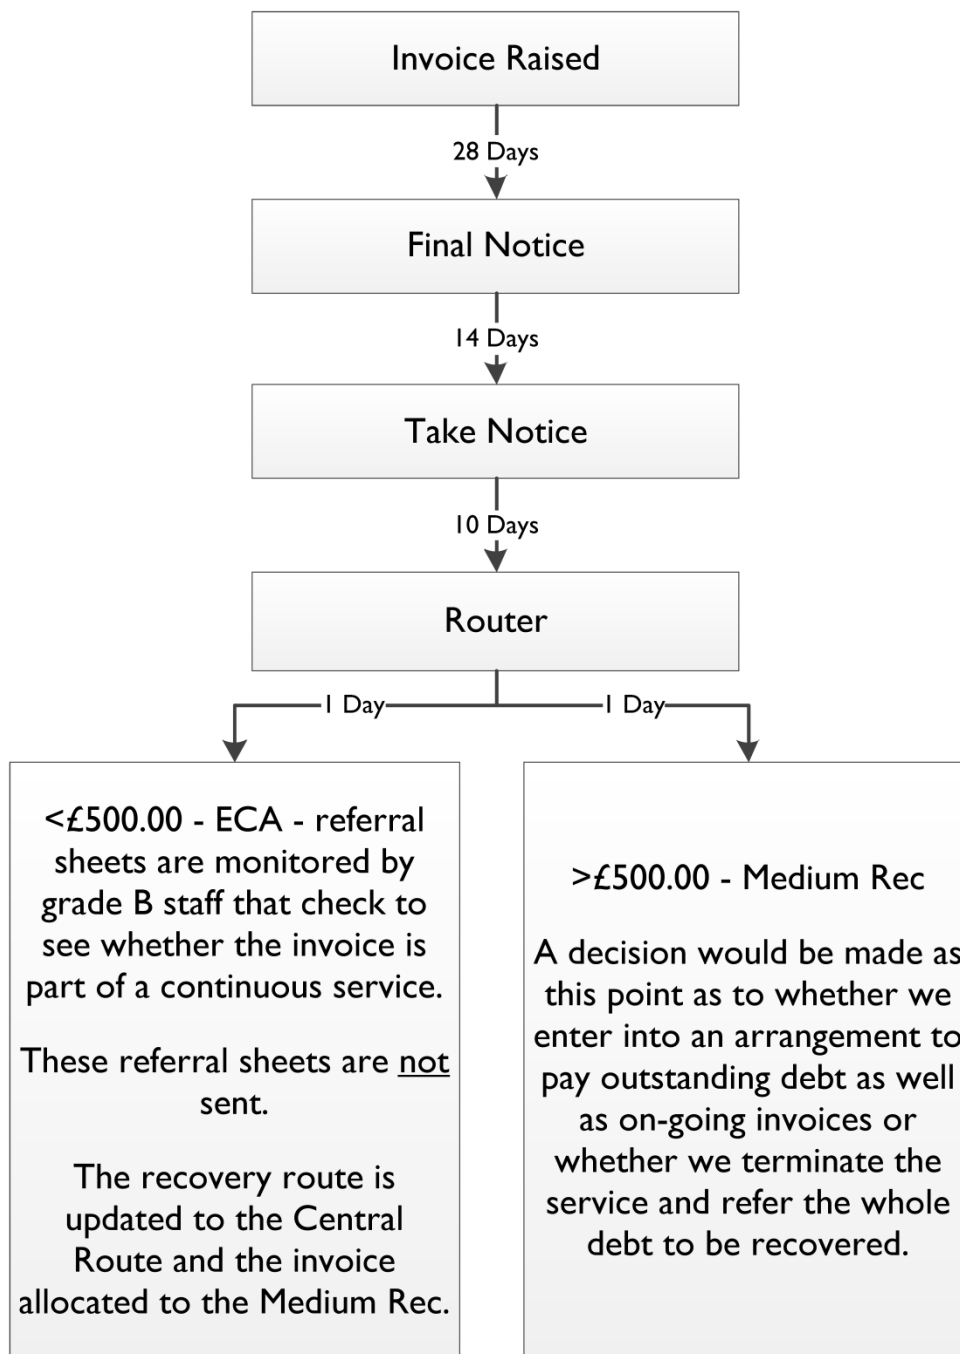 Invoice Raised
28 Days
Final Notice
14 Days
Take Notice
10 Days
Router
1 Day
1 Day
<£500.00 - ECA - referral
sheets are monitored by
grade B staff that check to
see whether the invoice is
part of a continuous service.
These referral sheets are not
sent.
The recovery route is
updated to the Central
Route and the invoice
allocated to the Medium Rec.
>£500.00 - Medium Rec
A decision would be made as
this point as to whether we
enter into an arrangement to
pay outstanding debt as well
as on-going invoices or
whether we terminate the
service and refer the whole
debt to be recovered.